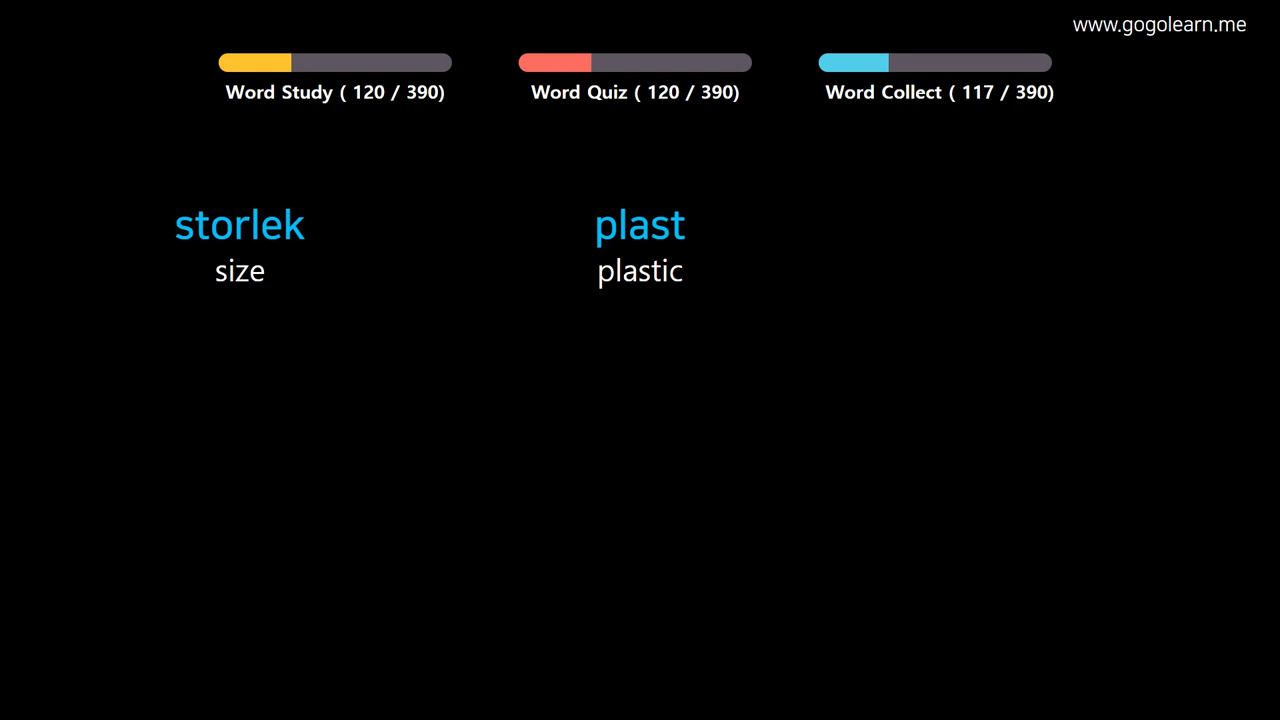 www.gogolearn.me
Word Study ( 120 / 390)
Word Quiz ( 120 / 390)
Word Collect ( 117 / 390)
storlek
size
plast
plastic